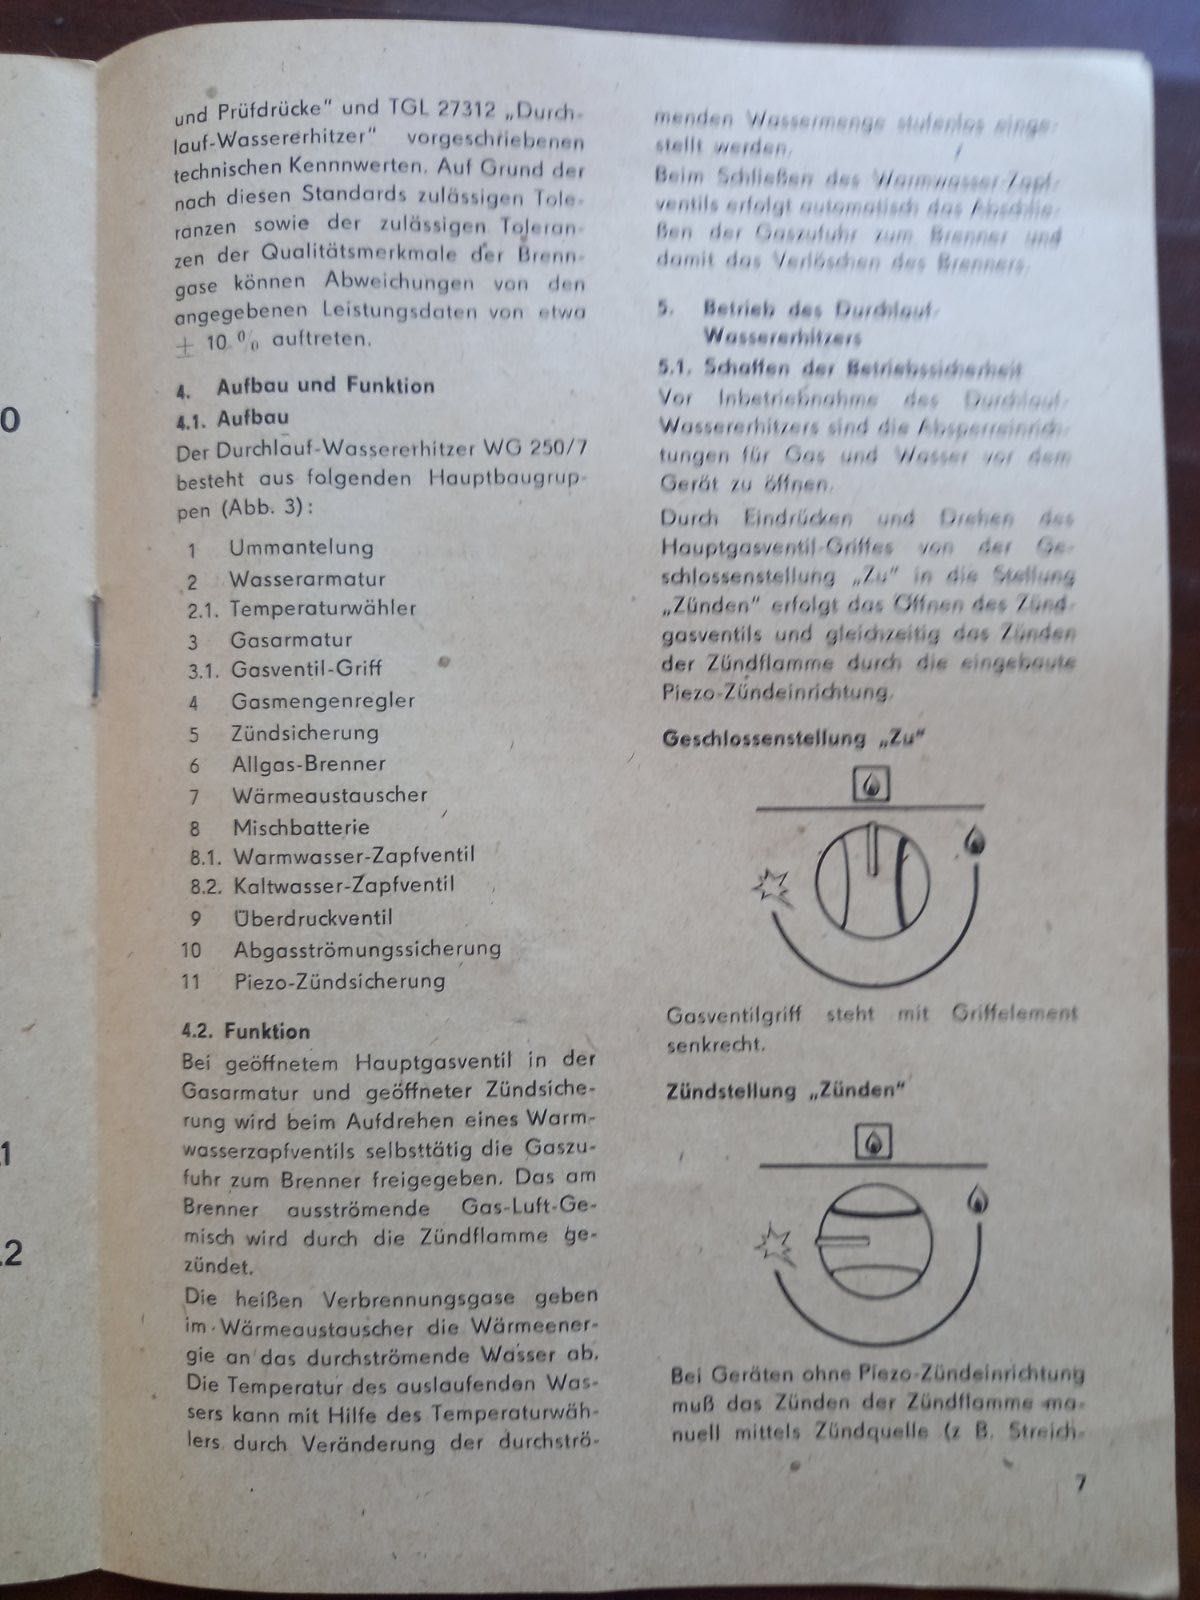 und Prüfdrücke" und TGL 27312 „Durch-
lauf-Wassererhitzer" vorgeschriebenen
technischen Kennnwerten. Auf Grund der
nach diesen Standards zulässigen Tole-
ranzen sowie der zulässigen Toleran-
zen der Qualitätsmerkmale der Brenn-
gase können Abweichungen von den
angegebenen Leistungsdaten von etwa
± 10 % auftreten.
4. Aufbau und Funktion
4.1. Aufbau
Der Durchlauf-Wassererhitzer WG 250/7
besteht aus folgenden Hauptbaugrup-
pen (Abb. 3):
1 Ummantelung
2 Wasserarmatur
2.1. Temperaturwähler
3 Gasarmatur
3.1. Gasventil-Griff
4 Gasmengenregler
5 Zündsicherung
6 Allgas-Brenner
7 Wärmeaustauscher
8 Mischbatterie
8.1. Warmwasser-Zapfventil
8.2. Kaltwasser-Zapfventil
9 Überdruckventil
10 Abgasströmungssicherung
11 Piezo-Zündsicherung
4.2. Funktion
Bei geöffnetem Hauptgasventil in der
Gasarmatur und geöffneter Zündsiche-
rung wird beim Aufdrehen eines Warm-
wasserzapfventils selbsttätig die Gaszu-
fuhr zum Brenner freigegeben. Das am
Brenner ausströmende Gas-Luft-Ge-
misch wird durch die Zündflamme ge-
zündet.
Die heißen Verbrennungsgase geben
im Wärmeaustauscher die Wärmeener-
gie an das durchströmende Wasser ab.
Die Temperatur des auslaufenden Was-
sers kann mit Hilfe des Temperaturwäh-
lers durch Veränderung der durchströ-
menden Wassermenge stufenlos einge-
stellt werden.
Beim Schließen des Warmwasser-Zapf-
ventils erfolgt automatisch das Abschlie-
ßen der Gaszufuhr zum Brenner und
damit das Verlöschen des Brenners.
5. Betrieb des Durchlauf-
Wassererhitzers
5.1. Schaffen der Betriebssicherheit
Vor Inbetriebnahme des Durchlauf-
Wassererhitzers sind die Absperreinrich-
tungen für Gas und Wasser vor dem
Gerät zu öffnen.
Durch Eindrücken und Drehen des
Hauptgasventil-Griffes von der Ge-
schlossenstellung „Zu" in die Stellung
„Zünden" erfolgt das Öffnen des Zünd-
gasventils und gleichzeitig das Zünden
der Zündflamme durch die eingebaute
Piezo-Zündeinrichtung.
Geschlossenstellung „Zu"
Gasventilgriff steht mit Griffelement
senkrecht.
Zündstellung „Zünden"
Bei Geräten ohne Piezo-Zündeinrichtung
muß das Zünden der Zündflamme ma-
nuell mittels Zündquelle (z B. Streich-
7
0
.1
.2